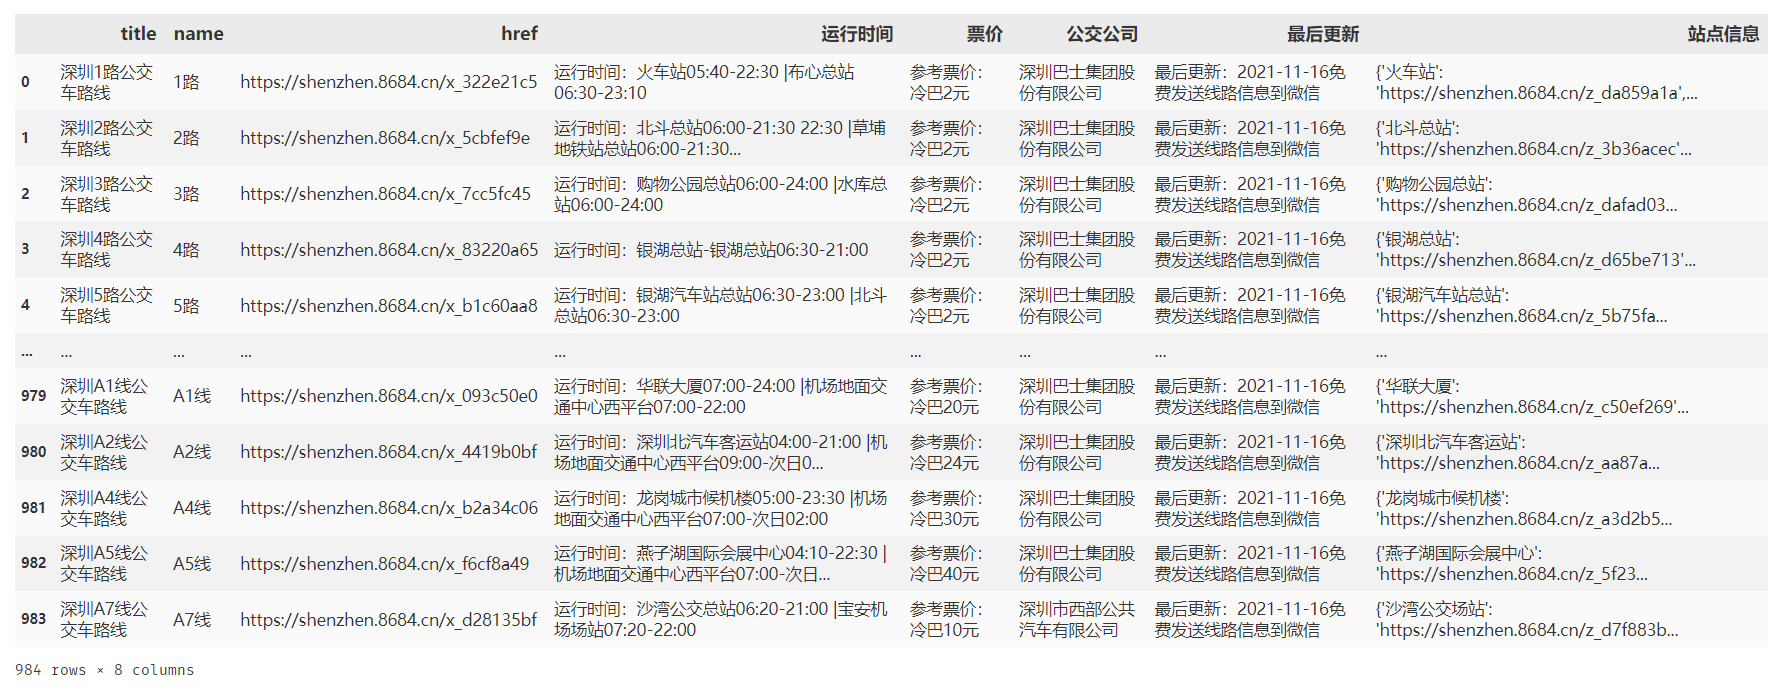 title name href 运行时间 票价 公交公司 最后更新 站点信息
0 深圳1路公交车路线 1路 https://shenzhen.8684.cn/x_322e21c5 运行时间：火车站05:40-22:30 |布心总站06:30-23:10 参考票价：冷巴2元 深圳巴士集团股份有限公司 最后更新：2021-11-16免费发送线路信息到微信 {'火车站': 'https://shenzhen.8684.cn/z_da859a1a',...
1 深圳2路公交车路线 2路 https://shenzhen.8684.cn/x_5cbfef9e 运行时间：北斗总站06:00-21:30 22:30 |草埔地铁站总站06:00-21:30... 参考票价：冷巴2元 深圳巴士集团股份有限公司 最后更新：2021-11-16免费发送线路信息到微信 {'北斗总站': 'https://shenzhen.8684.cn/z_3b36acec'...
2 深圳3路公交车路线 3路 https://shenzhen.8684.cn/x_7cc5fc45 运行时间：购物公园总站06:00-24:00 |水库总站06:00-24:00 参考票价：冷巴2元 深圳巴士集团股份有限公司 最后更新：2021-11-16免费发送线路信息到微信 {'购物公园总站': 'https://shenzhen.8684.cn/z_dafad03...
3 深圳4路公交车路线 4路 https://shenzhen.8684.cn/x_83220a65 运行时间：银湖总站-银湖总站06:30-21:00 参考票价：冷巴2元 深圳巴士集团股份有限公司 最后更新：2021-11-16免费发送线路信息到微信 {'银湖总站': 'https://shenzhen.8684.cn/z_d65be713'...
4 深圳5路公交车路线 5路 https://shenzhen.8684.cn/x_b1c60aa8 运行时间：银湖汽车站总站06:30-23:00 |北斗总站06:30-23:00 参考票价：冷巴2元 深圳巴士集团股份有限公司 最后更新：2021-11-16免费发送线路信息到微信 {'银湖汽车站总站': 'https://shenzhen.8684.cn/z_5b75fa...
... ... ... ... ... ... ... ... ...
979 深圳A1线公交车路线 A1线 https://shenzhen.8684.cn/x_093c50e0 运行时间：华联大厦07:00-24:00 |机场地面交通中心西平台07:00-22:00 参考票价：冷巴20元 深圳巴士集团股份有限公司 最后更新：2021-11-16免费发送线路信息到微信 {'华联大厦': 'https://shenzhen.8684.cn/z_c50ef269'...
980 深圳A2线公交车路线 A2线 https://shenzhen.8684.cn/x_4419b0bf 运行时间：深圳北汽车客运站04:00-21:00 |机场地面交通中心西平台09:00-次日0... 参考票价：冷巴24元 深圳巴士集团股份有限公司 最后更新：2021-11-16免费发送线路信息到微信 {'深圳北汽车客运站': 'https://shenzhen.8684.cn/z_aa87a...
981 深圳A4线公交车路线 A4线 https://shenzhen.8684.cn/x_b2a34c06 运行时间：龙岗城市候机楼05:00-23:30 |机场地面交通中心西平台07:00-次日02:00 参考票价：冷巴30元 深圳巴士集团股份有限公司 最后更新：2021-11-16免费发送线路信息到微信 {'龙岗城市候机楼': 'https://shenzhen.8684.cn/z_a3d2b5...
982 深圳A5线公交车路线 A5线 https://shenzhen.8684.cn/x_f6cf8a49 运行时间：燕子湖国际会展中心04:10-22:30 |机场地面交通中心西平台07:00-次日... 参考票价：冷巴40元 深圳巴士集团股份有限公司 最后更新：2021-11-16免费发送线路信息到微信 {'燕子湖国际会展中心': 'https://shenzhen.8684.cn/z_5f23...
983 深圳A7线公交车路线 A7线 https://shenzhen.8684.cn/x_d28135bf 运行时间：沙湾公交总站06:20-21:00 |宝安机场场站07:20-22:00 参考票价：冷巴10元 深圳市西部公共汽车有限公司 最后更新：2021-11-16免费发送线路信息到微信 {'沙湾公交场站': 'https://shenzhen.8684.cn/z_d7f883b...
984 rows × 8 columns